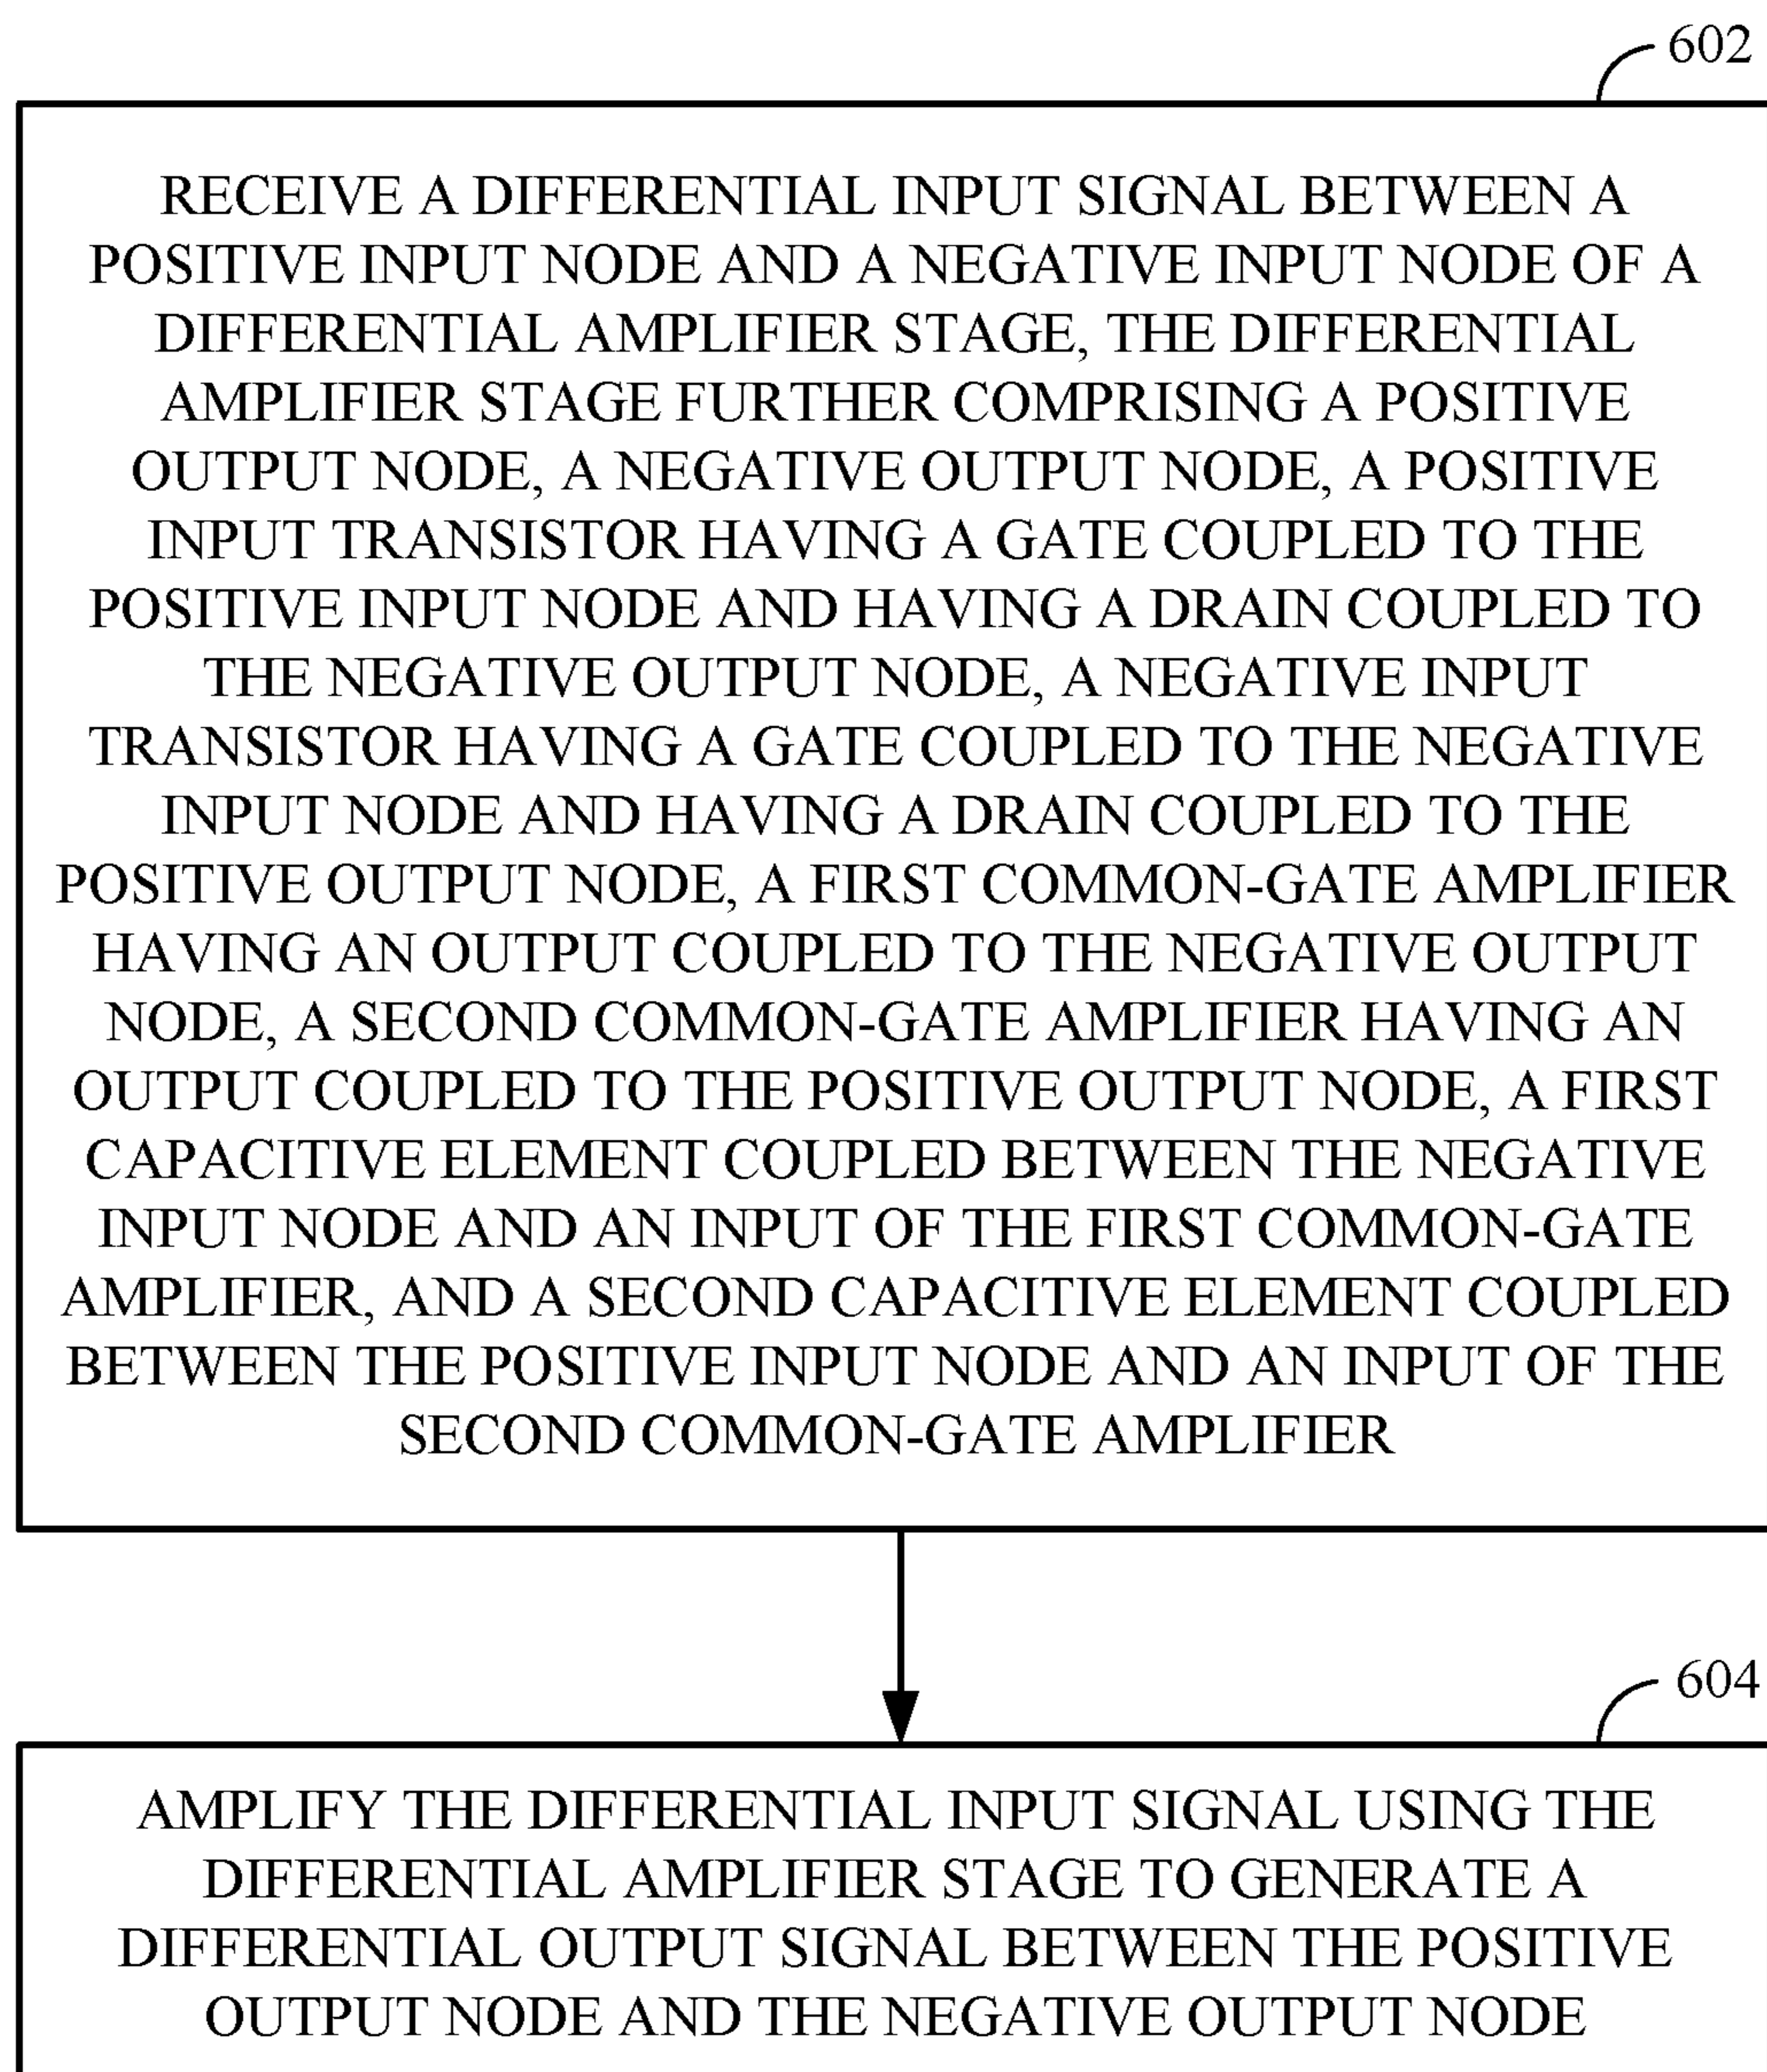 602
RECEIVE A DIFFERENTIAL INPUT SIGNAL BETWEEN A
POSITIVE INPUT NODE AND A NEGATIVE INPUT NODE OF A
DIFFERENTIAL AMPLIFIER STAGE, THE DIFFERENTIAL
AMPLIFIER STAGE FURTHER COMPRISING A POSITIVE
OUTPUT NODE, A NEGATIVE OUTPUT NODE, A POSITIVE
INPUT TRANSISTOR HAVING A GATE COUPLED TO THE
POSITIVE INPUT NODE AND HAVING A DRAIN COUPLED TO
THE NEGATIVE OUTPUT NODE, A NEGATIVE INPUT
TRANSISTOR HAVING A GATE COUPLED TO THE NEGATIVE
INPUT NODE AND HAVING A DRAIN COUPLED TO THE
POSITIVE OUTPUT NODE, A FIRST COMMON-GATE AMPLIFIER
HAVING AN OUTPUT COUPLED TO THE NEGATIVE OUTPUT
NODE, A SECOND COMMON-GATE AMPLIFIER HAVING AN
OUTPUT COUPLED TO THE POSITIVE OUTPUT NODE, A FIRST
CAPACITIVE ELEMENT COUPLED BETWEEN THE NEGATIVE
INPUT NODE AND AN INPUT OF THE FIRST COMMON-GATE
AMPLIFIER, AND A SECOND CAPACITIVE ELEMENT COUPLED
BETWEEN THE POSITIVE INPUT NODE AND AN INPUT OF THE
SECOND COMMON-GATE AMPLIFIER
604
AMPLIFY THE DIFFERENTIAL INPUT SIGNAL USING THE
DIFFERENTIAL AMPLIFIER STAGE TO GENERATE A
DIFFERENTIAL OUTPUT SIGNAL BETWEEN THE POSITIVE
OUTPUT NODE AND THE NEGATIVE OUTPUT NODE